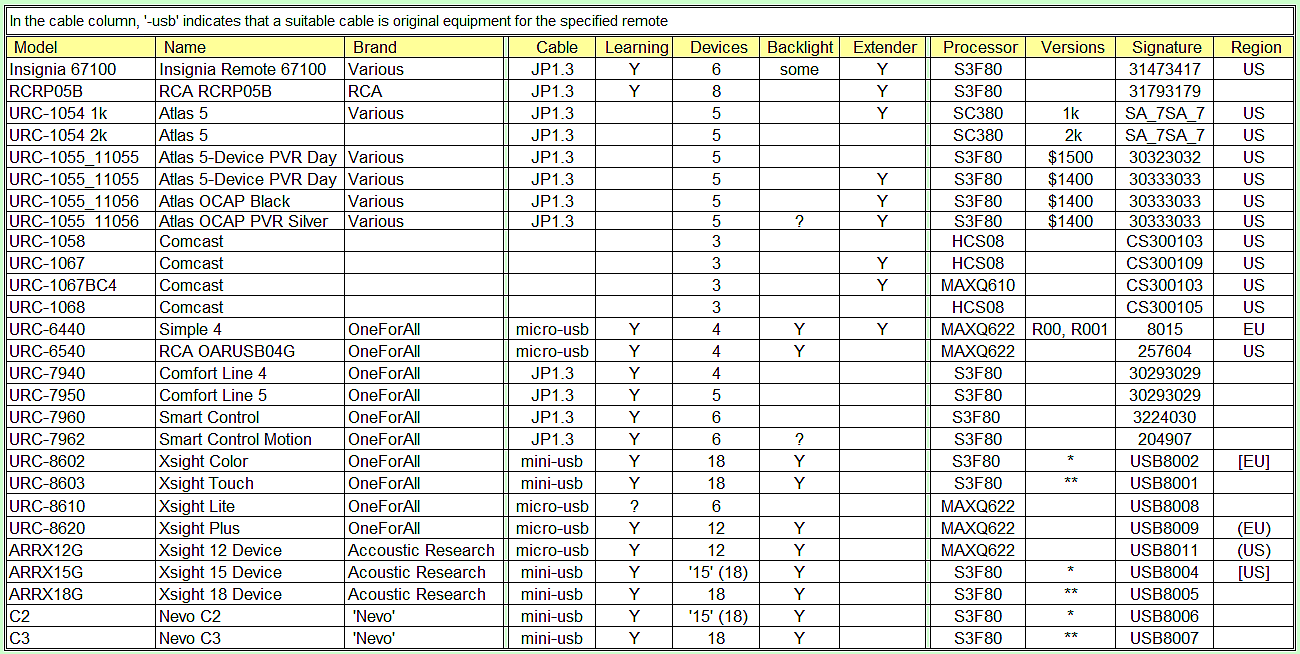 In the cable column, '-usb' indicates that a suitable cable is original equipment for the specified remote
Model Name Brand Cable Learning Devices Backlight Extender Processor Versions Signature Region
Insignia 67100 Insignia Remote 67100 Various JP1.3 Y 6 some Y S3F80 31473417 US
RCRP05B RCA RCRP05B RCA JP1.3 Y 8 Y S3F80 31793179
URC-1054 1k Atlas 5 Various JP1.3 5 Y SC380 1k SA_7SA_7 US
URC-1054 2k Atlas 5 JP1.3 5 SC380 2k SA_7SA_7 US
URC-1055_11055 Atlas 5-Device PVR Day Various JP1.3 5 S3F80 $1500 30323032 US
URC-1055_11055 Atlas 5-Device PVR Day Various JP1.3 5 Y S3F80 $1400 30333033 US
URC-1055_11056 Atlas OCAP Black Various JP1.3 5 Y S3F80 $1400 30333033 US
URC-1055_11056 Atlas OCAP PVR Silver Various JP1.3 5 ? Y S3F80 $1400 30333033 US
URC-1058 Comcast 3 HCS08 CS300103 US
URC-1067 Comcast 3 Y HCS08 CS300109 US
URC-1067BC4 Comcast 3 Y MAXQ610 CS300103 US
URC-1068 Comcast 3 HCS08 CS300105 US
URC-6440 Simple 4 OneForAll micro-usb Y 4 Y Y MAXQ622 R00, R001 8015 EU
URC-6540 RCA OARUSB04G OneForAll micro-usb Y 4 Y MAXQ622 257604 US
URC-7940 Comfort Line 4 OneForAll JP1.3 Y 4 S3F80 30293029
URC-7950 Comfort Line 5 OneForAll JP1.3 Y 5 S3F80 30293029
URC-7960 Smart Control OneForAll JP1.3 Y 6 S3F80 3224030
URC-7962 Smart Control Motion OneForAll JP1.3 Y 6 ? S3F80 204907
URC-8602 Xsight Color OneForAll mini-usb Y 18 Y S3F80 * USB8002 [EU]
URC-8603 Xsight Touch OneForAll mini-usb Y 18 Y S3F80 ** USB8001
URC-8610 Xsight Lite OneForAll micro-usb ? 6 MAXQ622 USB8008
URC-8620 Xsight Plus OneForAll micro-usb Y 12 Y MAXQ622 USB8009 (EU)
ARRX12G Xsight 12 Device Accoustic Research micro-usb Y 12 Y MAXQ622 USB8011 (US)
ARRX15G Xsight 15 Device Acoustic Research mini-usb Y '15' (18) Y S3F80 * USB8004 [US]
ARRX18G Xsight 18 Device Acoustic Research mini-usb Y 18 Y S3F80 ** USB8005
C2 Nevo C2 'Nevo' mini-usb Y '15' (18) Y S3F80 * USB8006
C3 Nevo C3 'Nevo' mini-usb Y 18 Y S3F80 ** USB8007